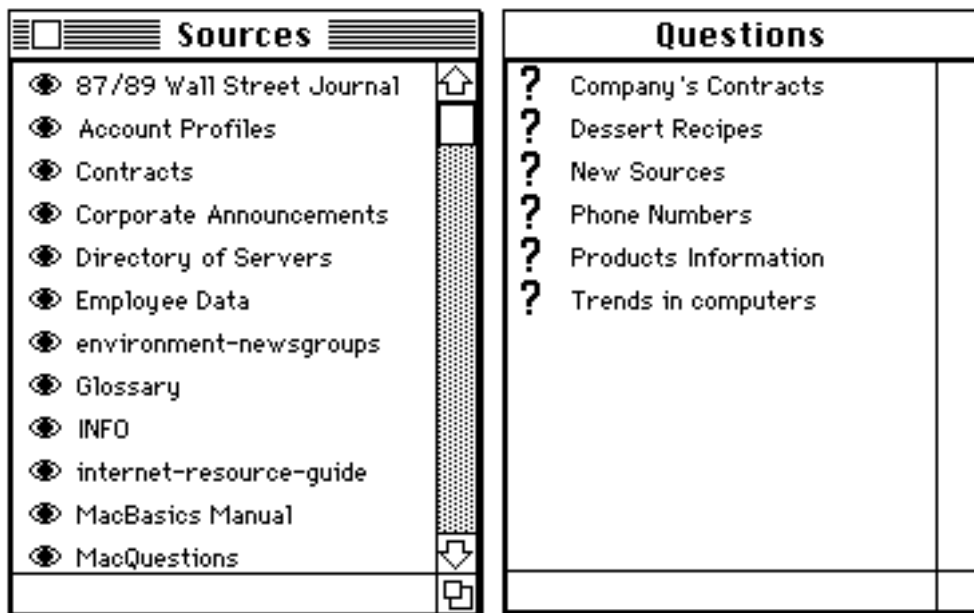 Sources
87/89 Wall Street Journal
Account Profiles
Contracts
Corporate Announcements
Directory of Servers
Employee Data
environment-newsgroups
Glossary
INFO
internet-resource-guide
MacBasics Manual
MacQuestions
Questions
? Company's Contracts
? Dessert Recipes
? New Sources
? Phone Numbers
? Products Information
? Trends in computers